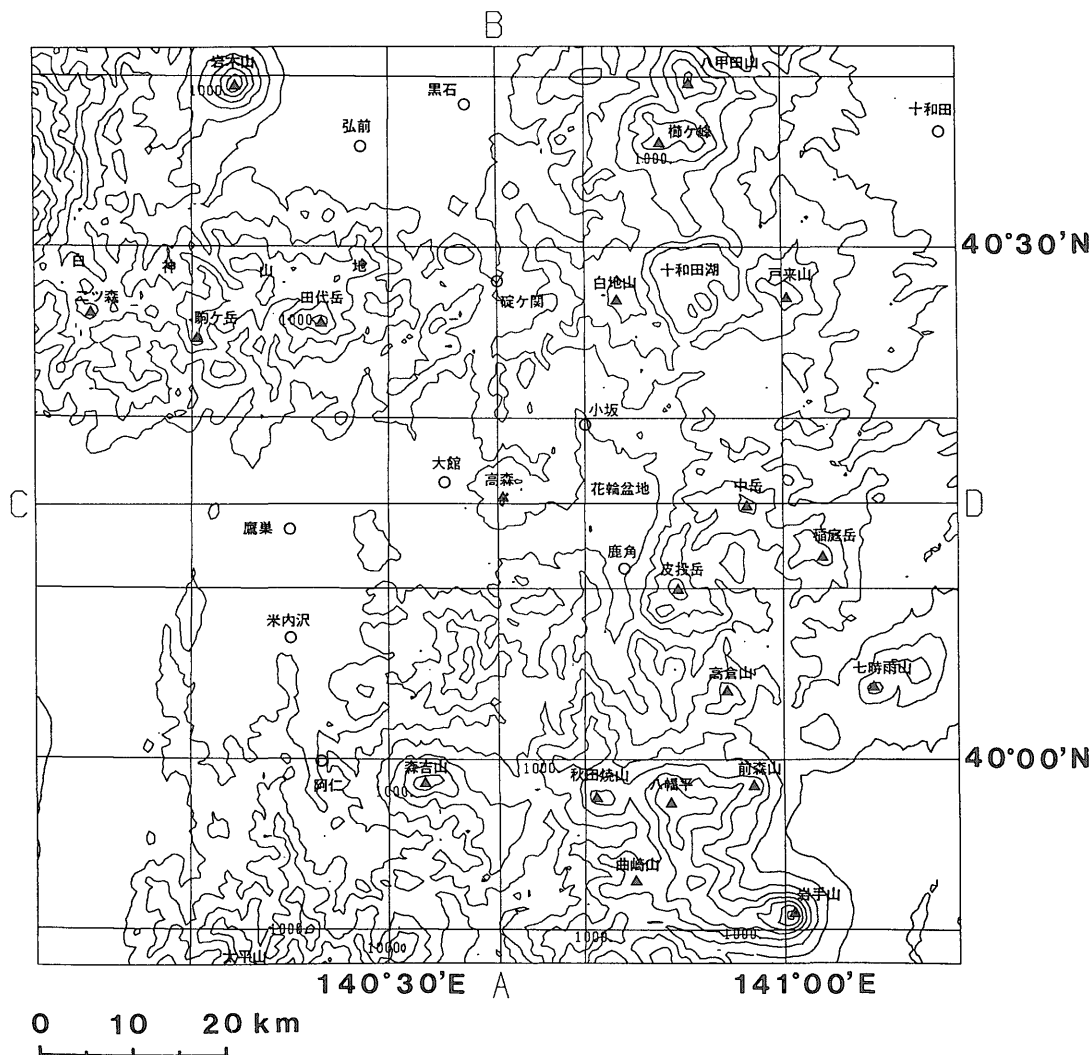 B
岩木山
八甲田山
1000.
黒石
十和田
弘前
櫛ケ峰
1000.
40°30'N
白 神 山 地
十和田湖
戸来山
白地山
二ツ森
田代岳
碇ケ関
駒ケ岳
1000.
小坂
大館
高森
花輪盆地
中岳
C
D
鷹巣
稲庭岳
鹿角
皮投岳
米内沢
七時雨山
高倉山
40°00'N
森吉山
1000.
秋田焼山
八幡平
前森山
阿仁
1000.
曲崎山
岩手山
1000.
1000.
1000.
1000.
太平山
140°30'E
A
141°00'E
0 10 20 km